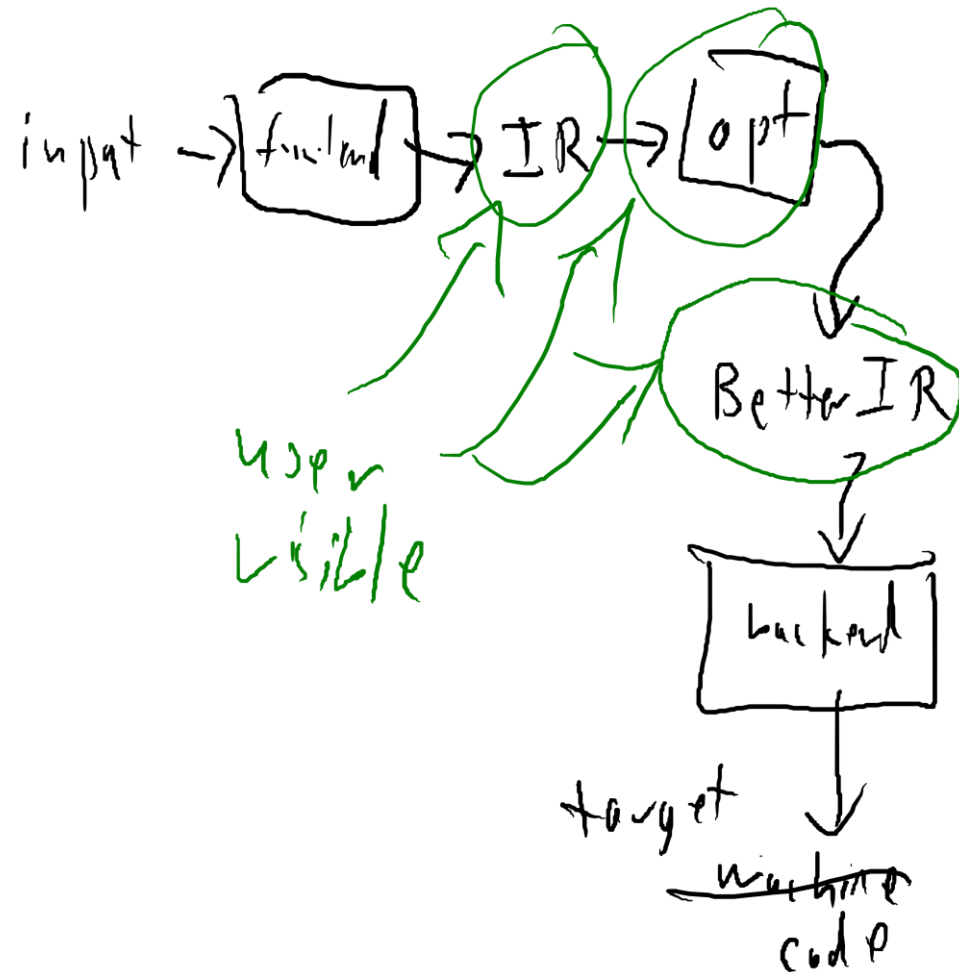 input → frontend → IR → opt
Better IR
user
visible
backend
target
~~machine~~
code